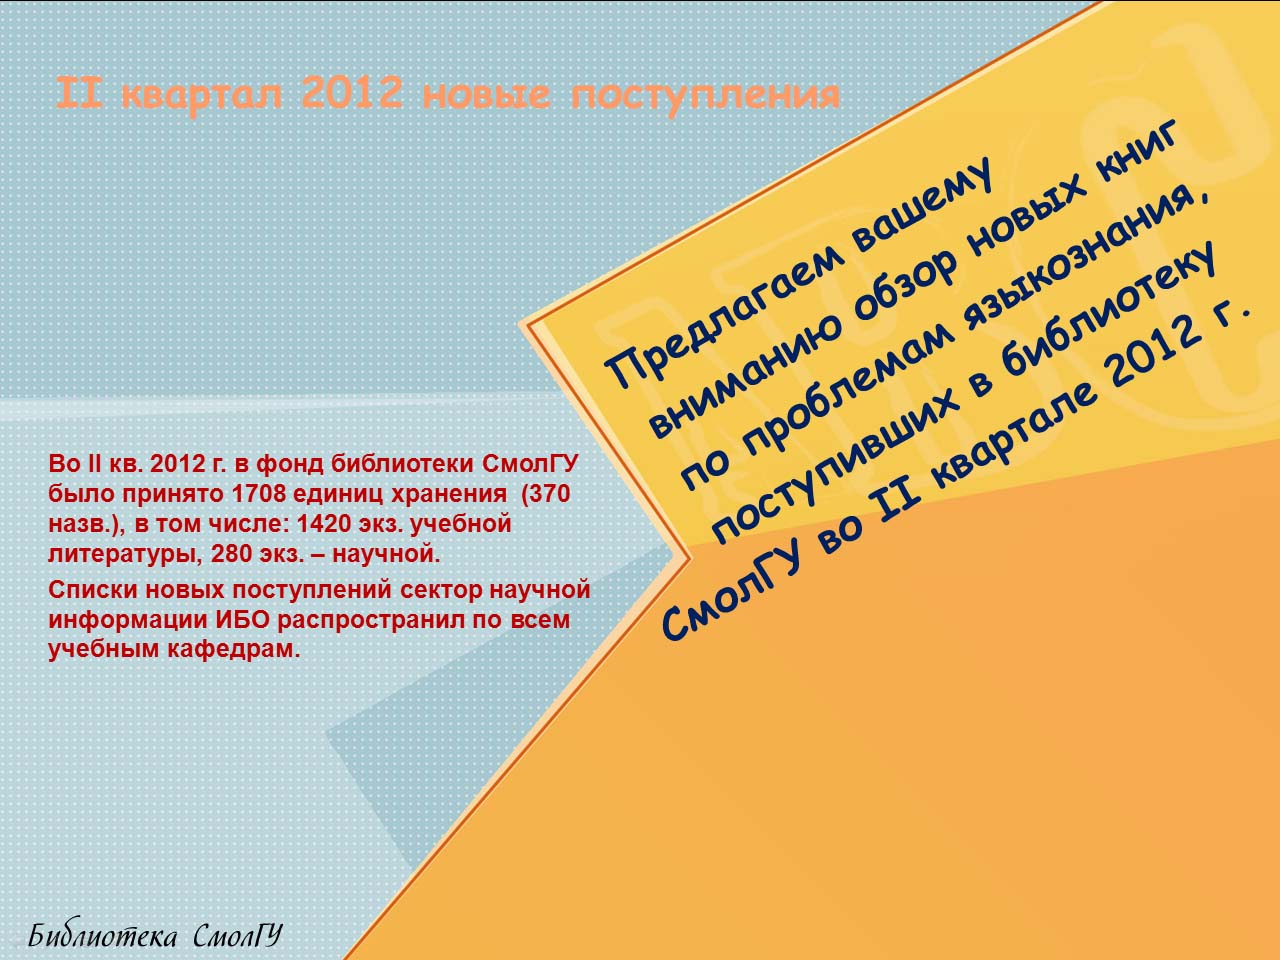 II квартал 2012 новые поступления
Предлагаем вашему
вниманию обзор новых книг
по проблемам языкознания,
поступивших в библиотеку
СмолГУ во II квартале 2012 г.
Во II кв. 2012 г. в фонд библиотеки СмолГУ
было принято 1708 единиц хранения (370
назв.), в том числе: 1420 экз. учебной
литературы, 280 экз. – научной.
Списки новых поступлений сектор научной
информации ИБО распространил по всем
учебным кафедрам.
Библиотека СмолГУ